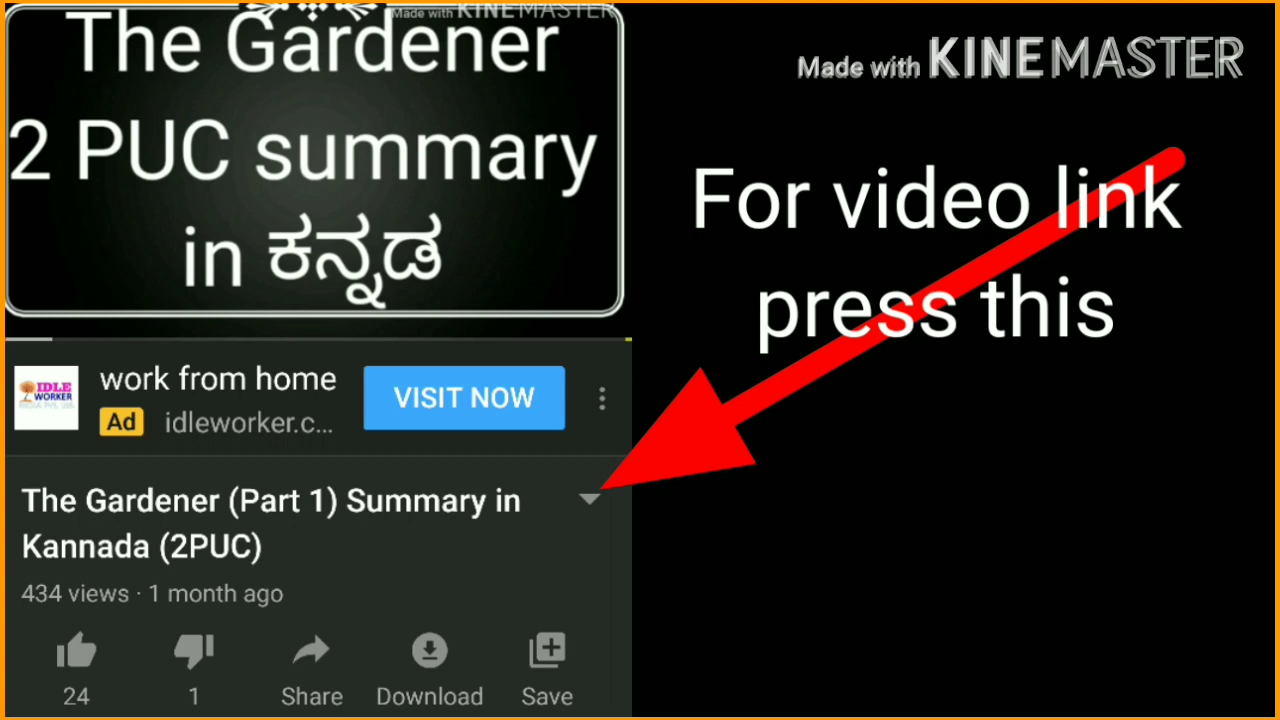 Made with KINEMASTER
The Gardener
2 PUC summary
in ಕನ್ನಡ
Made with KINEMASTER
For video link
press this
IDLE
WORKER
work from home
VISIT NOW
Ad idleworker.c...
The Gardener (Part 1) Summary in
Kannada (2PUC)
434 views · 1 month ago
24
1
Share
Download
Save